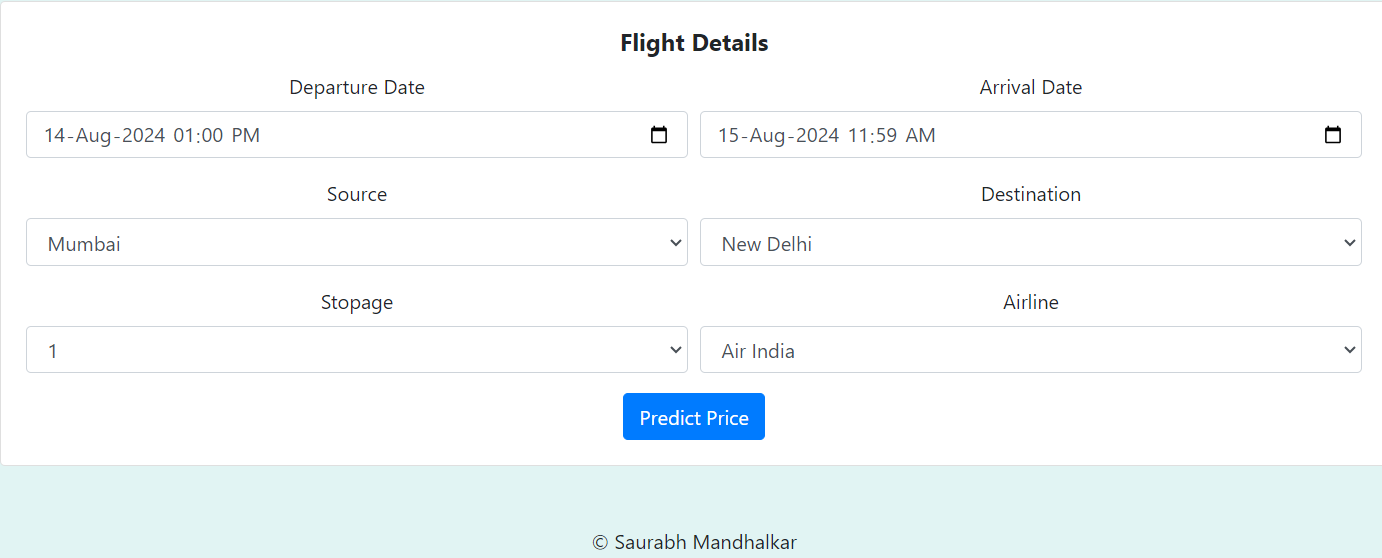 Flight Details
Departure Date
Arrival Date
14-Aug-2024 01:00 PM
15-Aug-2024 11:59 AM
Source
Destination
Mumbai
New Delhi
Stopage
Airline
1
Air India
Predict Price
© Saurabh Mandhalkar